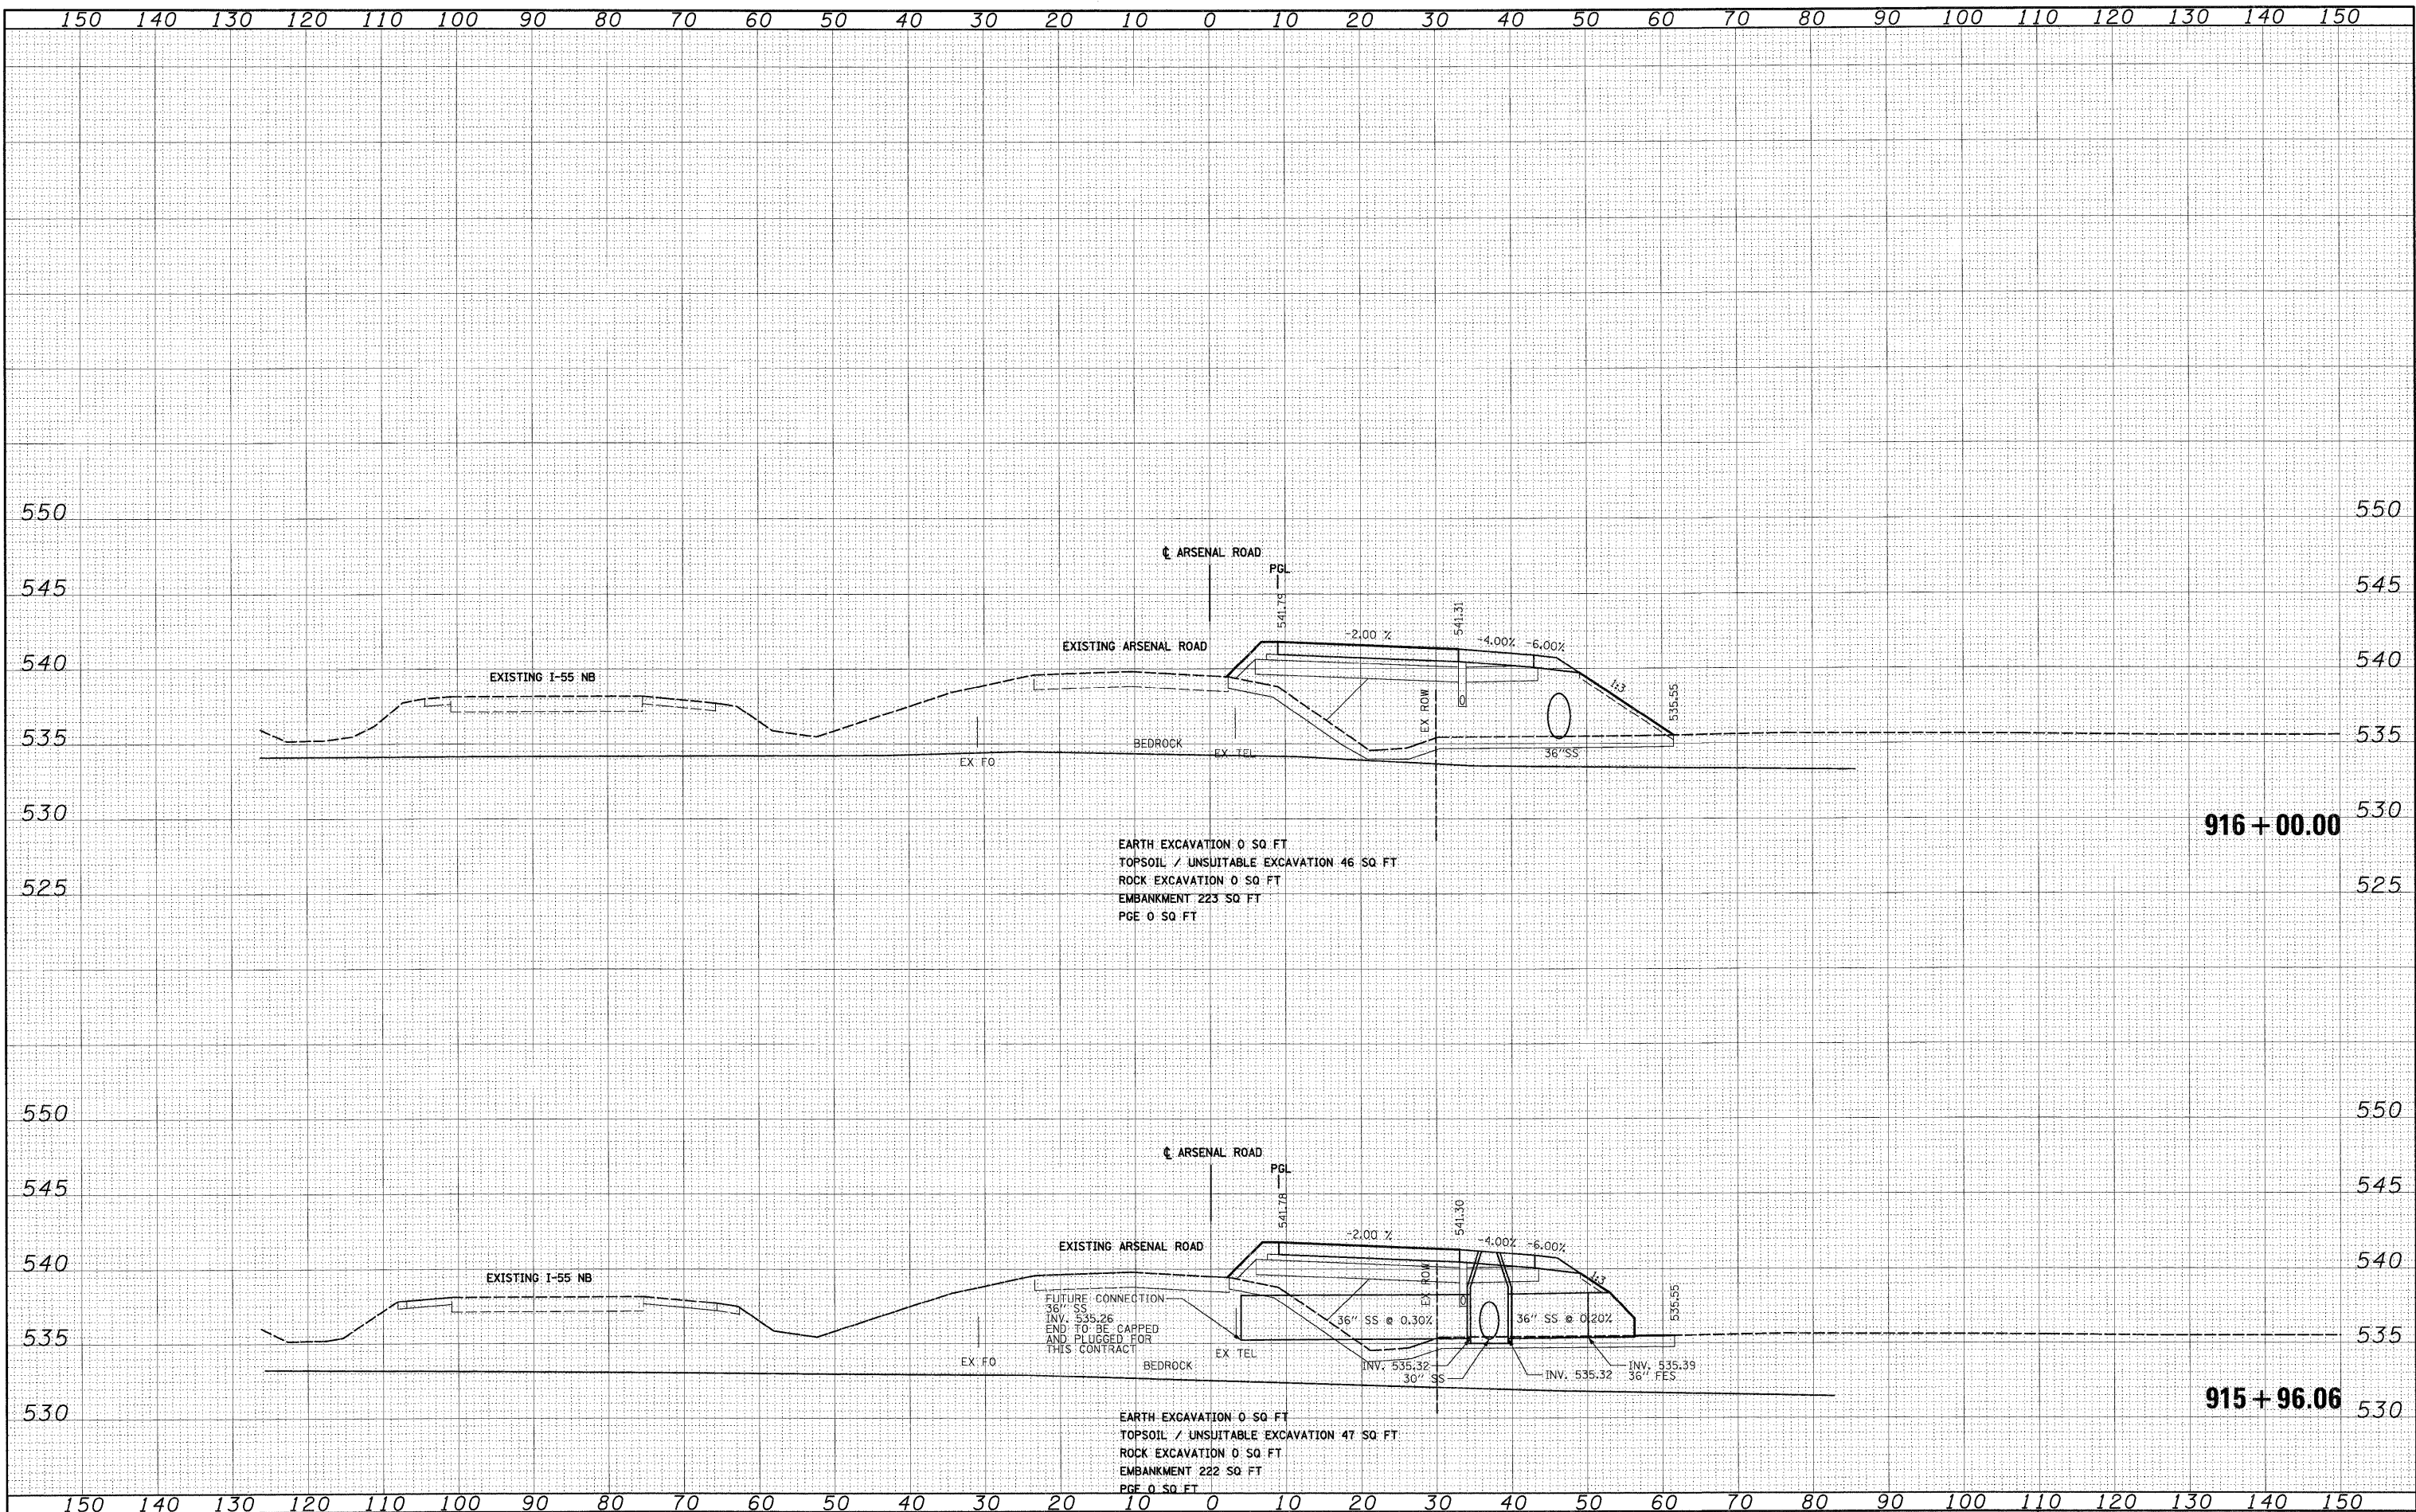 150 140 130 120 110 100 90 80 70 60 50 40 30 20 10 0 10 20 30 40 50 60 70 80 90 100 110 120 130 140 150
550 550
℄ ARSENAL ROAD
PGL
545 545
541.79
541.31
-2.00 %
-4.00% -6.00%
EXISTING ARSENAL ROAD
540 540
EXISTING I-55 NB
1:3
EX ROW
535.55
535 535
BEDROCK
EX TEL
36"SS
EX FO
530 530
916+00.00
EARTH EXCAVATION 0 SQ FT
TOPSOIL / UNSUITABLE EXCAVATION 46 SQ FT
ROCK EXCAVATION 0 SQ FT
525 525
EMBANKMENT 223 SQ FT
PGE 0 SQ FT
550 550
℄ ARSENAL ROAD
PGL
545 545
541.78
541.30
-2.00 %
-4.00% -6.00%
EXISTING ARSENAL ROAD
540 540
EXISTING I-55 NB
1:3
EX ROW
535.55
FUTURE CONNECTION
36" SS
INV. 535.26
END TO BE CAPPED
AND PLUGGED FOR
THIS CONTRACT
36" SS @ 0.30%
36" SS @ 0.20%
535 535
EX TEL
EX FO
BEDROCK
INV. 535.32
30" SS
INV. 535.32
INV. 535.39
36" FES
530 530
915+96.06
EARTH EXCAVATION 0 SQ FT
TOPSOIL / UNSUITABLE EXCAVATION 47 SQ FT
ROCK EXCAVATION 0 SQ FT
EMBANKMENT 222 SQ FT
PGE 0 SQ FT
150 140 130 120 110 100 90 80 70 60 50 40 30 20 10 0 10 20 30 40 50 60 70 80 90 100 110 120 130 140 150